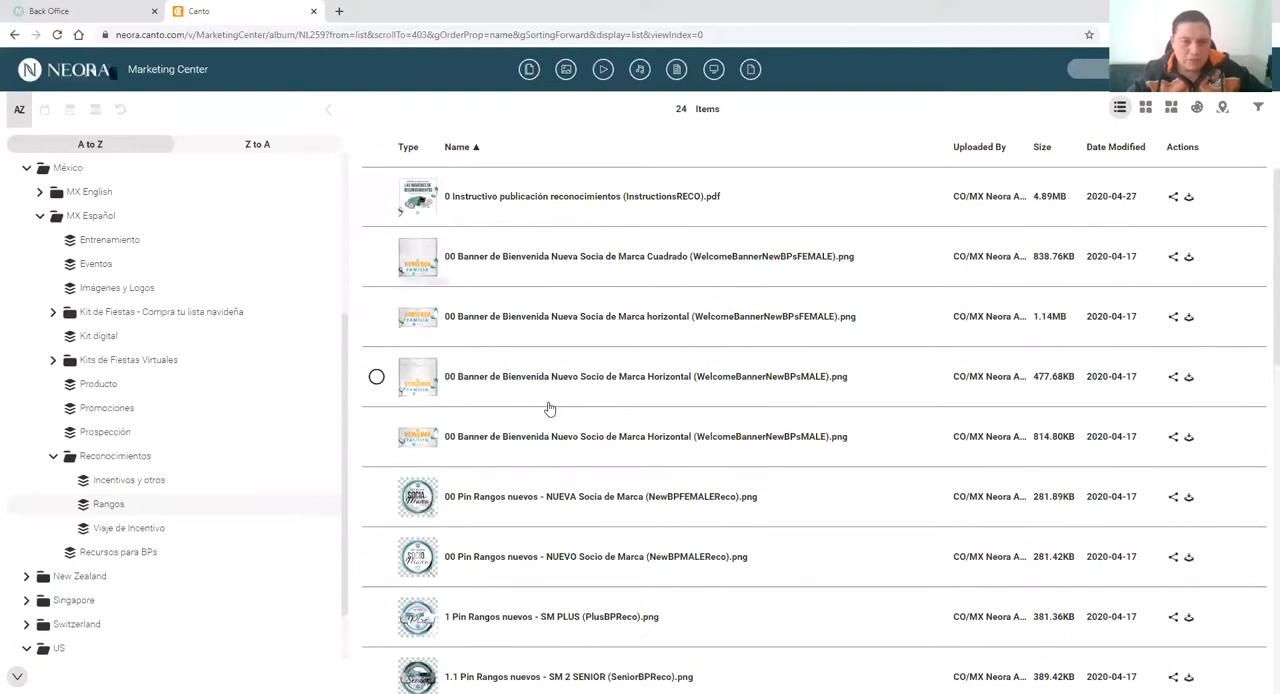 Back Office
Canto
neora.canto.com/v/MarketingCenter/album/NL259?from=list&scrollTo=403&gOrderProp=name&gSortingForward&display=list&viewIndex=0
N NEORA Marketing Center
AZ
24 Items
A to Z Z to A
Type Name ▲ Uploaded By Size Date Modified Actions
México
MX English
MX Español
Entrenamiento
Eventos
Imágenes y Logos
Kit de Fiestas - Compra tu lista navideña
Kit digital
Kits de Fiestas Virtuales
Producto
Promociones
Prospección
Reconocimientos
Incentivos y otros
Rangos
Viaje de Incentivo
Recursos para BPs
New Zealand
Singapore
Switzerland
US
0 Instructivo publicación reconocimientos (InstructionsRECO).pdf CO/MX Neora A... 4.89MB 2020-04-27
00 Banner de Bienvenida Nueva Socia de Marca Cuadrado (WelcomeBannerNewBPsFEMALE).png CO/MX Neora A... 838.76KB 2020-04-17
00 Banner de Bienvenida Nueva Socia de Marca horizontal (WelcomeBannerNewBPsFEMALE).png CO/MX Neora A... 1.14MB 2020-04-17
00 Banner de Bienvenida Nuevo Socio de Marca Horizontal (WelcomeBannerNewBPsMALE).png CO/MX Neora A... 477.68KB 2020-04-17
00 Banner de Bienvenida Nuevo Socio de Marca Horizontal (WelcomeBannerNewBPsMALE).png CO/MX Neora A... 814.80KB 2020-04-17
00 Pin Rangos nuevos - NUEVA Socia de Marca (NewBPFEMALEReco).png CO/MX Neora A... 281.89KB 2020-04-17
00 Pin Rangos nuevos - NUEVO Socio de Marca (NewBPMALEReco).png CO/MX Neora A... 281.42KB 2020-04-17
1 Pin Rangos nuevos - SM PLUS (PlusBPReco).png CO/MX Neora A... 381.36KB 2020-04-17
1.1 Pin Rangos nuevos - SM 2 SENIOR (SeniorBPReco).png CO/MX Neora A... 389.42KB 2020-04-17